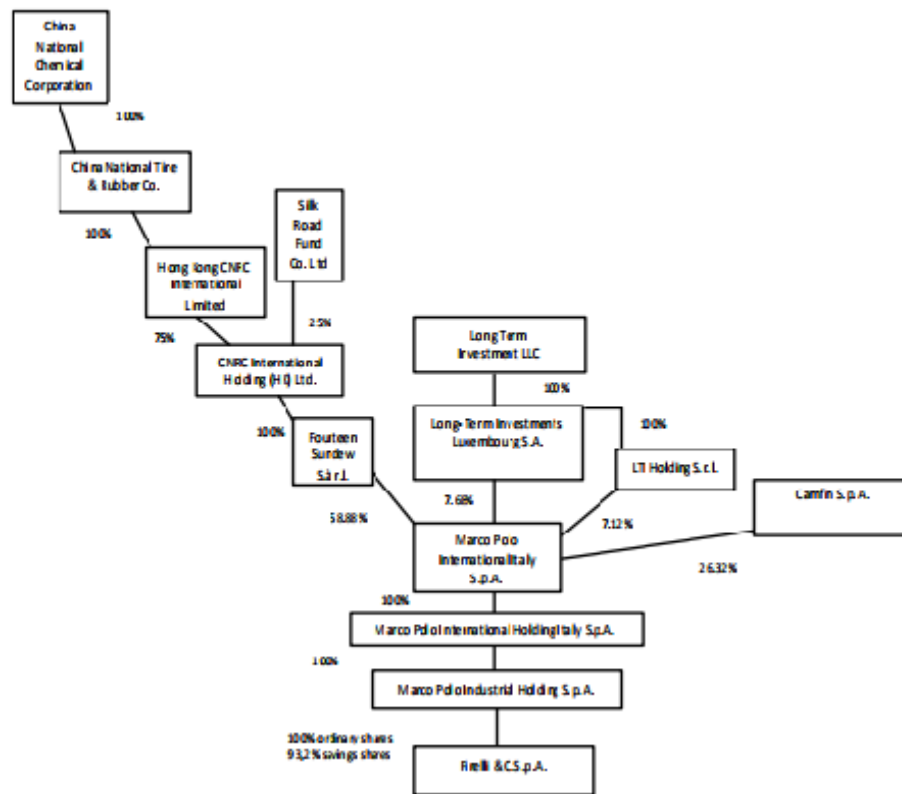 China
National
Chemical
Corporation
100%
China National Tire
& Rubber Co.
Silk
Road
Fund
Co. Ltd
100%
Hong Kong CNRC
International
Limited
75%
25%
CNRC International
Holding (HK) Ltd.
Long Term
Investment LLC
100%
100%
Fourteen
Sundew
S.à r.l.
Long-Term Investments
Luxembourg S.A.
100%
LTI Holding S.r.l.
Camfin S.p.A.
58.88%
7.68%
7.12%
26.32%
Marco Polo
International Italy
S.p.A.
100%
Marco Polo International Holding Italy S.p.A.
100%
Marco Polo Industrial Holding S.p.A.
100% ordinary shares
93,2% savings shares
Pirelli & C. S.p.A.